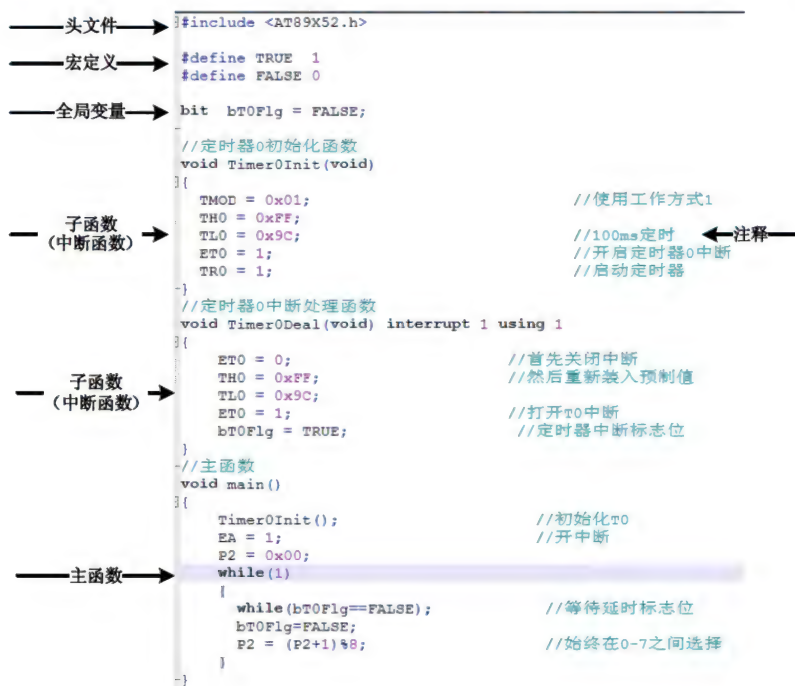 头文件
#include <AT89X52.h>
宏定义
#define TRUE  1
#define FALSE 0
全局变量
bit  bT0Flg = FALSE;
//定时器0初始化函数
void Timer0Init(void)
{
TMOD = 0x01; //使用工作方式1
TH0 = 0xFF;
子函数
(中断函数)
TL0 = 0x9C; //100ms定时
注释
ET0 = 1; //开启定时器0中断
TR0 = 1; //启动定时器
}
//定时器0中断处理函数
void Timer0Deal(void) interrupt 1 using 1
{
ET0 = 0; //首先关闭中断
TH0 = 0xFF; //然后重新装入预制值
子函数
(中断函数)
TL0 = 0x9C;
ET0 = 1; //打开T0中断
bT0Flg = TRUE; //定时器中断标志位
}
//主函数
void main()
{
Timer0Init(); //初始化T0
EA = 1; //开中断
P2 = 0x00;
主函数
while(1)
{
while(bT0Flg==FALSE); //等待延时标志位
bT0Flg=FALSE;
P2 = (P2+1)%8; //始终在0-7之间选择
}
}